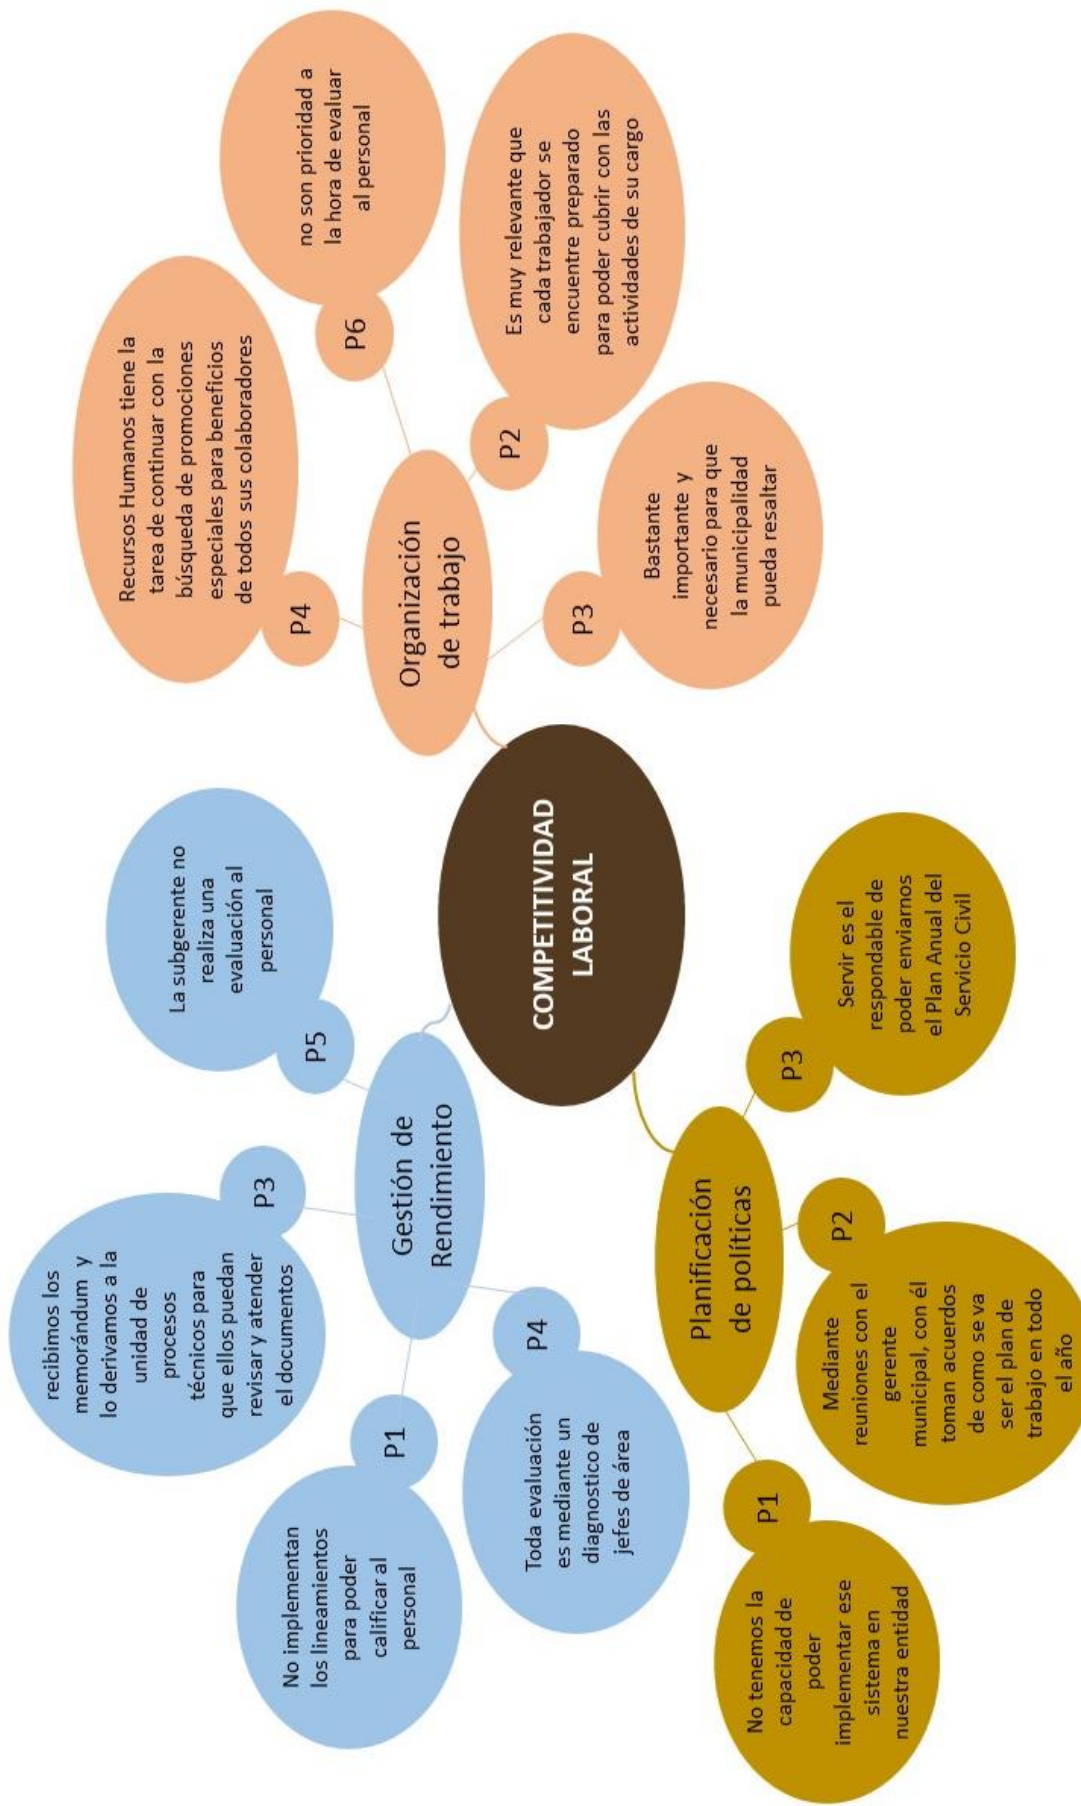 COMPETITIVIDAD
LABORAL
Gestión de
Rendimiento
P1
No implementan
los lineamientos
para poder
calificar al
personal
P3
recibimos los
memorándum y
lo derivamos a la
unidad de
procesos
técnicos para
que ellos puedan
revisar y atender
el documentos
P5
La subgerente no
realiza una
evaluación al
personal
P4
Toda evaluación
es mediante un
diagnostico de
jefes de área
Organización
de trabajo
P4
Recursos Humanos tiene la
tarea de continuar con la
búsqueda de promociones
especiales para beneficios
de todos sus colaboradores
P6
no son prioridad a
la hora de evaluar
al personal
P2
Es muy relevante que
cada trabajador se
encuentre preparado
para poder cubrir con las
actividades de su cargo
P3
Bastante
importante y
necesario para que
la municipalidad
pueda resaltar
Planificación
de políticas
P1
No tenemos la
capacidad de
poder
implementar ese
sistema en
nuestra entidad
P2
Mediante
reuniones con el
gerente
municipal, con él
toman acuerdos
de como se va
ser el plan de
trabajo en todo
el año
P3
Servir es el
respondable de
poder enviarnos
el Plan Anual del
Servicio Civil